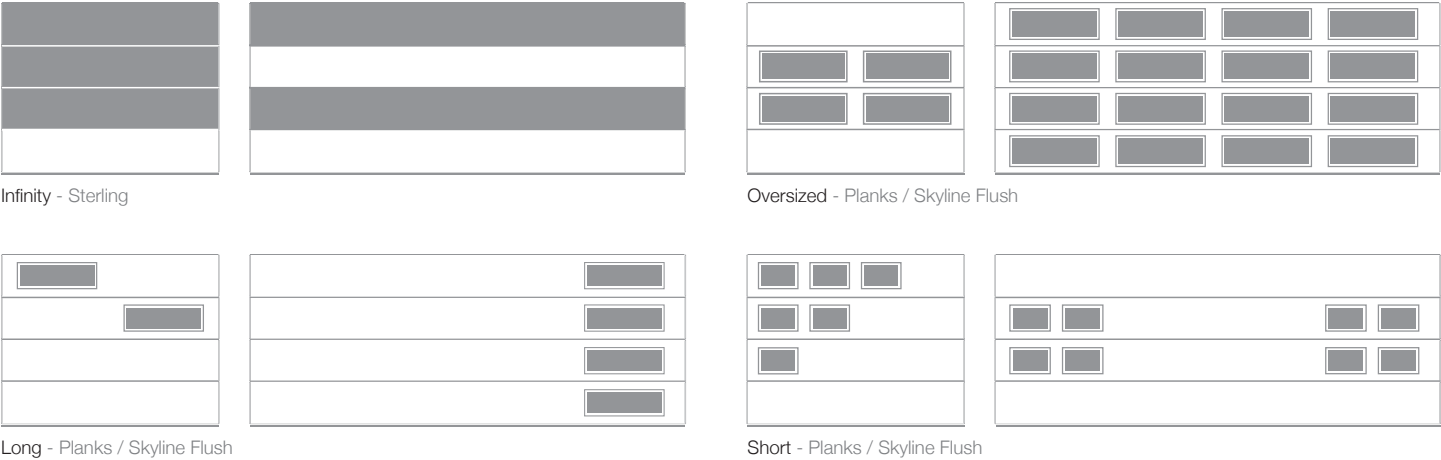 Infinity - Sterling
Oversized - Planks / Skyline Flush
Long - Planks / Skyline Flush
Short - Planks / Skyline Flush